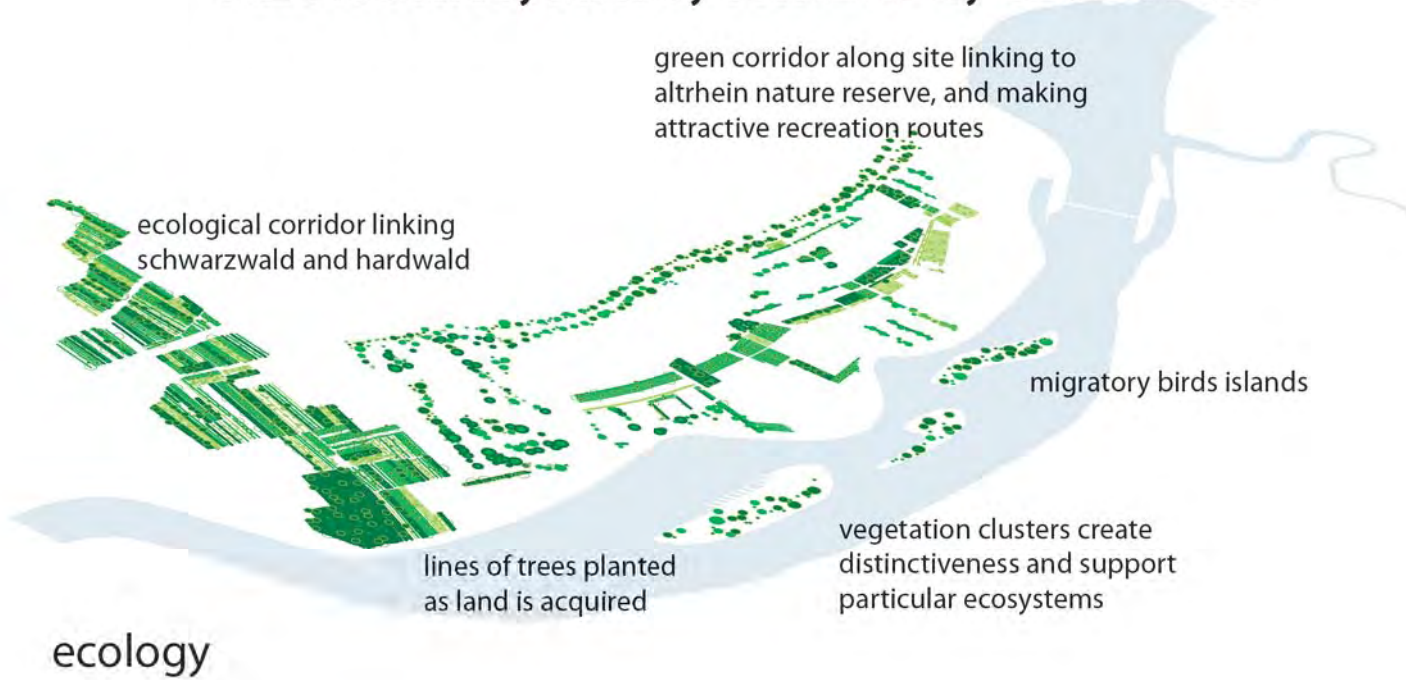 green corridor along site linking to
altrhein nature reserve, and making
attractive recreation routes
ecological corridor linking
schwarzwald and hardwald
migratory birds islands
vegetation clusters create
distinctiveness and support
particular ecosystems
lines of trees planted
as land is acquired
ecology